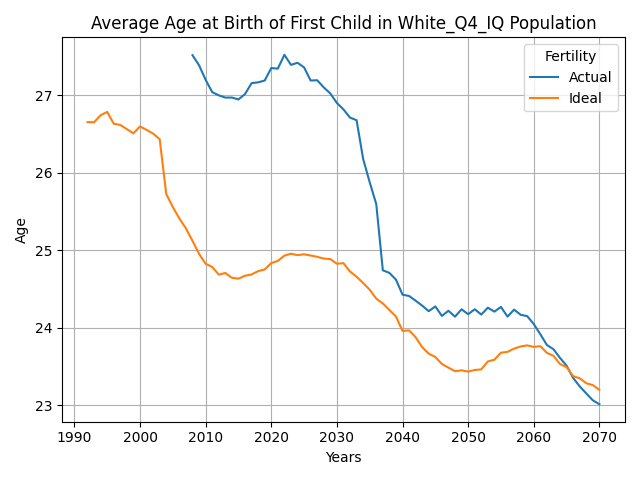 Average Age at Birth of First Child in White_Q4_IQ Population
Fertility
Actual
Ideal
27
26
25
24
23
Age
1990 2000 2010 2020 2030 2040 2050 2060 2070
Years